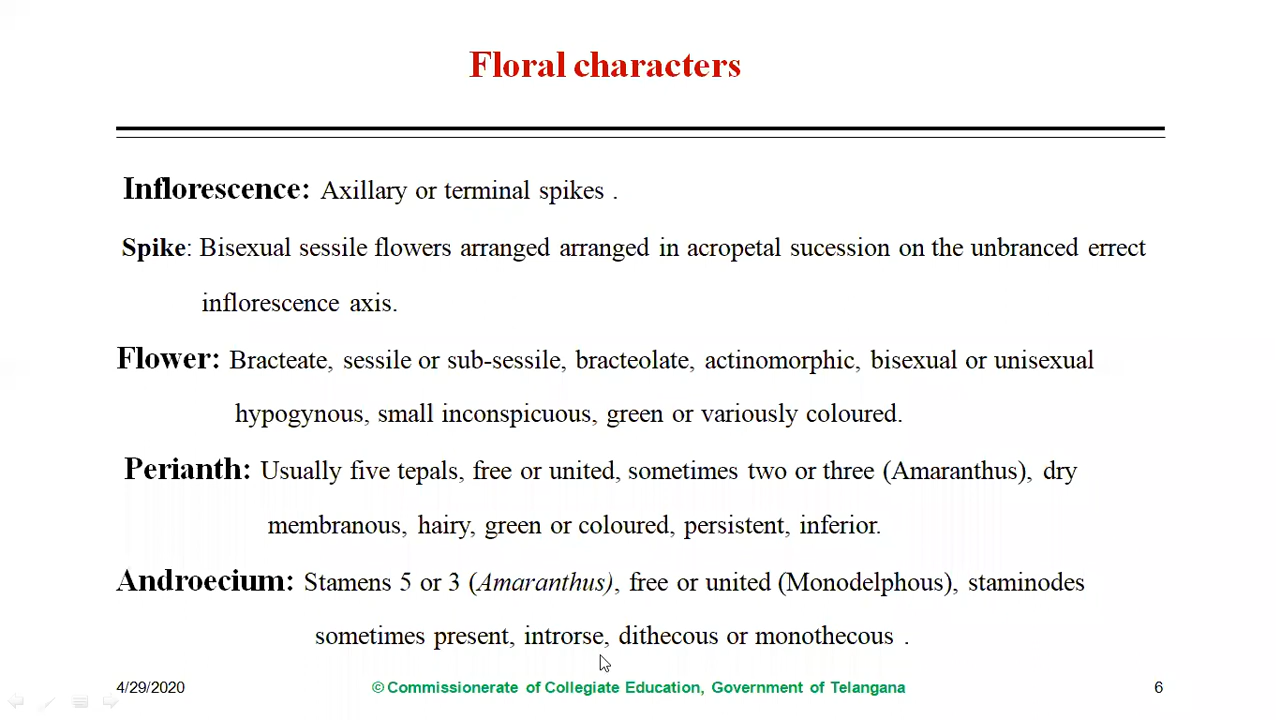 Floral characters
Inflorescence: Axillary or terminal spikes .
Spike: Bisexual sessile flowers arranged arranged in acropetal sucession on the unbranced errect
inflorescence axis.
Flower: Bracteate, sessile or sub-sessile, bracteolate, actinomorphic, bisexual or unisexual
hypogynous, small inconspicuous, green or variously coloured.
Perianth: Usually five tepals, free or united, sometimes two or three (Amaranthus), dry
membranous, hairy, green or coloured, persistent, inferior.
Androecium: Stamens 5 or 3 (Amaranthus), free or united (Monodelphous), staminodes
sometimes present, introrse, dithecous or monothecous .
4/29/2020 © Commissionerate of Collegiate Education, Government of Telangana 6